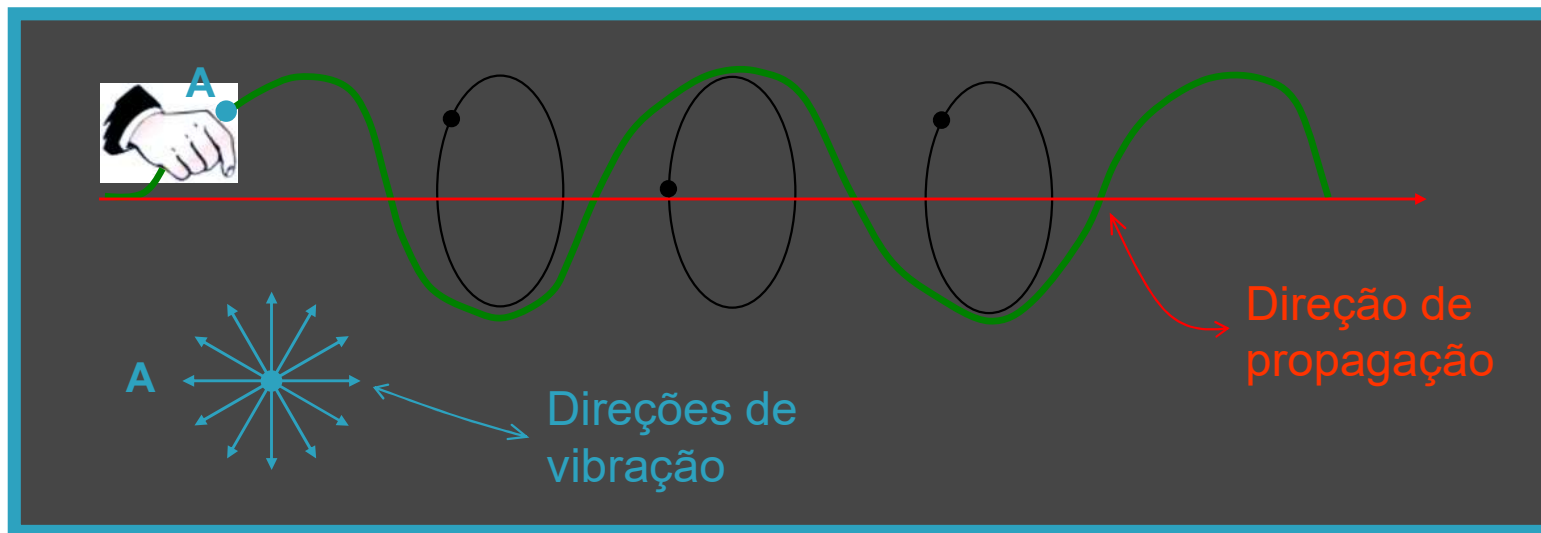 A
Direção de
propagação
A
Direções de
vibração